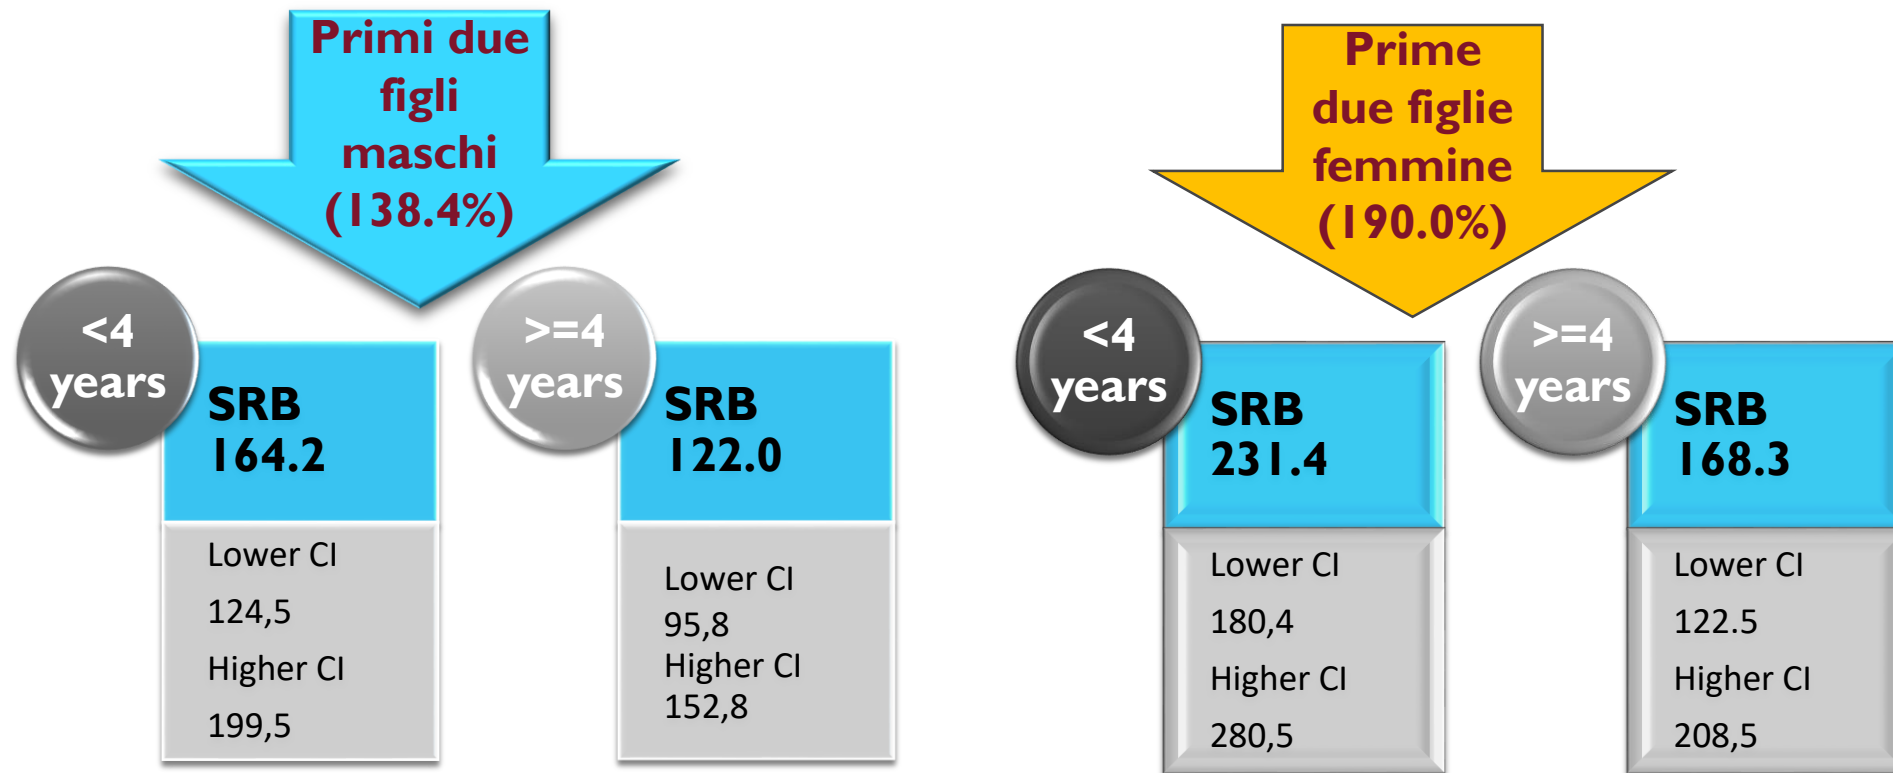 Primi due
figli
maschi
(138.4%)
<4
years
SRB
164.2
Lower CI
124,5
Higher CI
199,5
>=4
years
SRB
122.0
Lower CI
95,8
Higher CI
152,8
Prime
due figlie
femmine
(190.0%)
<4
years
SRB
231.4
Lower CI
180,4
Higher CI
280,5
>=4
years
SRB
168.3
Lower CI
122.5
Higher CI
208,5